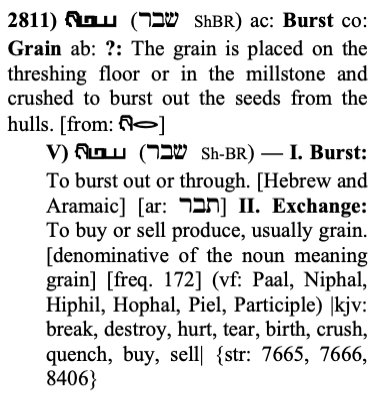 2811) 𐤓𐤁𐤔 (שבר ShBR) ac: Burst co:
Grain ab: ?: The grain is placed on the
threshing floor or in the millstone and
crushed to burst out the seeds from the
hulls. [from: ]
V) 𐤓𐤁𐤔 (שבר Sh-BR) — I. Burst:
To burst out or through. [Hebrew and
Aramaic] [ar: תבר] II. Exchange:
To buy or sell produce, usually grain.
[denominative of the noun meaning
grain] [freq. 172] (vf: Paal, Niphal,
Hiphil, Hophal, Piel, Participle) |kjv:
break, destroy, hurt, tear, birth, crush,
quench, buy, sell| {str: 7665, 7666,
8406}